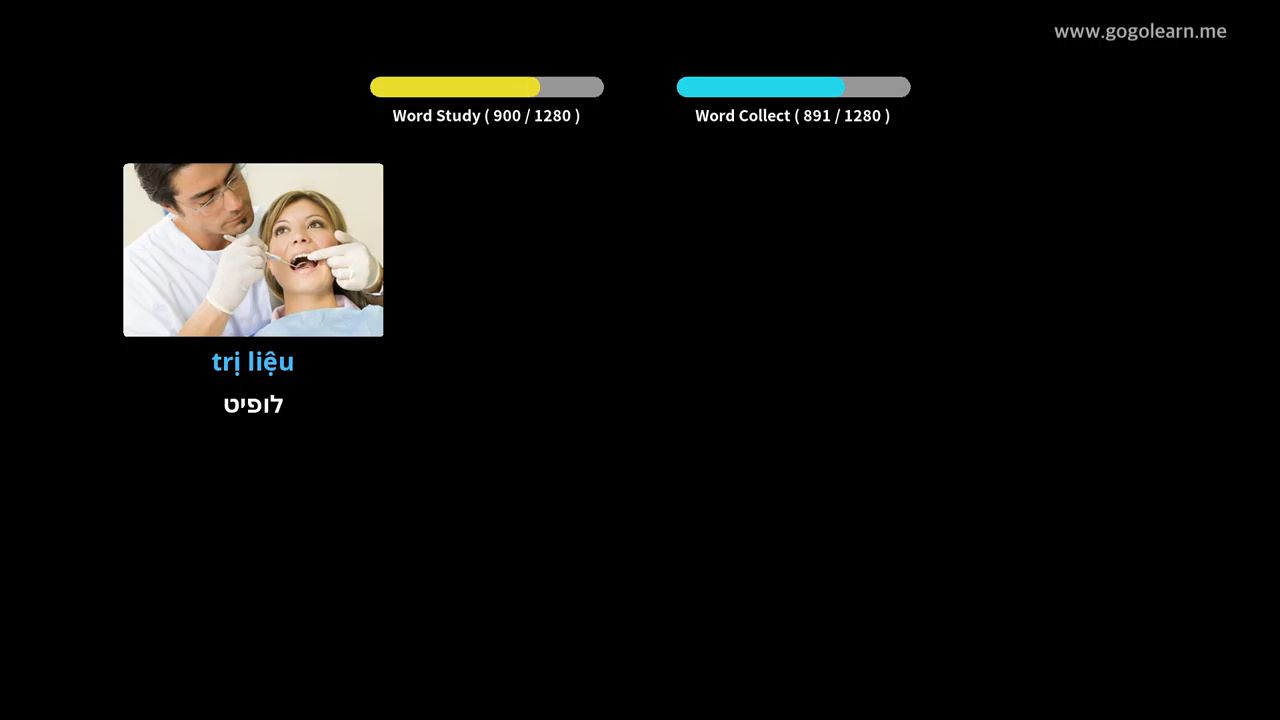 www.gogolearn.me
Word Study ( 900 / 1280 )
Word Collect ( 891 / 1280 )
trị liệu
לופיט